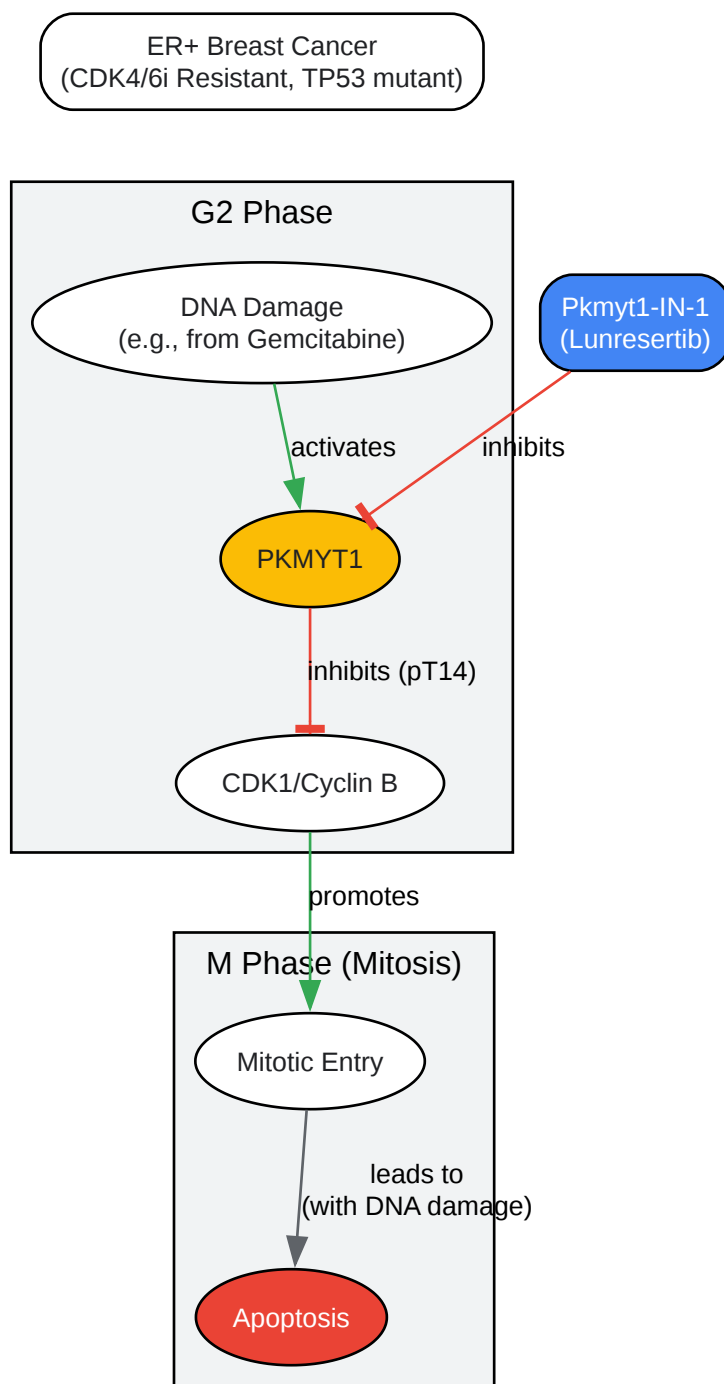 ER+ Breast Cancer
(CDK4/6i Resistant, TP53 mutant)
G2 Phase
DNA Damage
(e.g., from Gemcitabine)
Pkmyt1-IN-1
(Lunresertib)
activates
inhibits
PKMYT1
inhibits (pT14)
CDK1/Cyclin B
promotes
M Phase (Mitosis)
Mitotic Entry
leads to
(with DNA damage)
Apoptosis